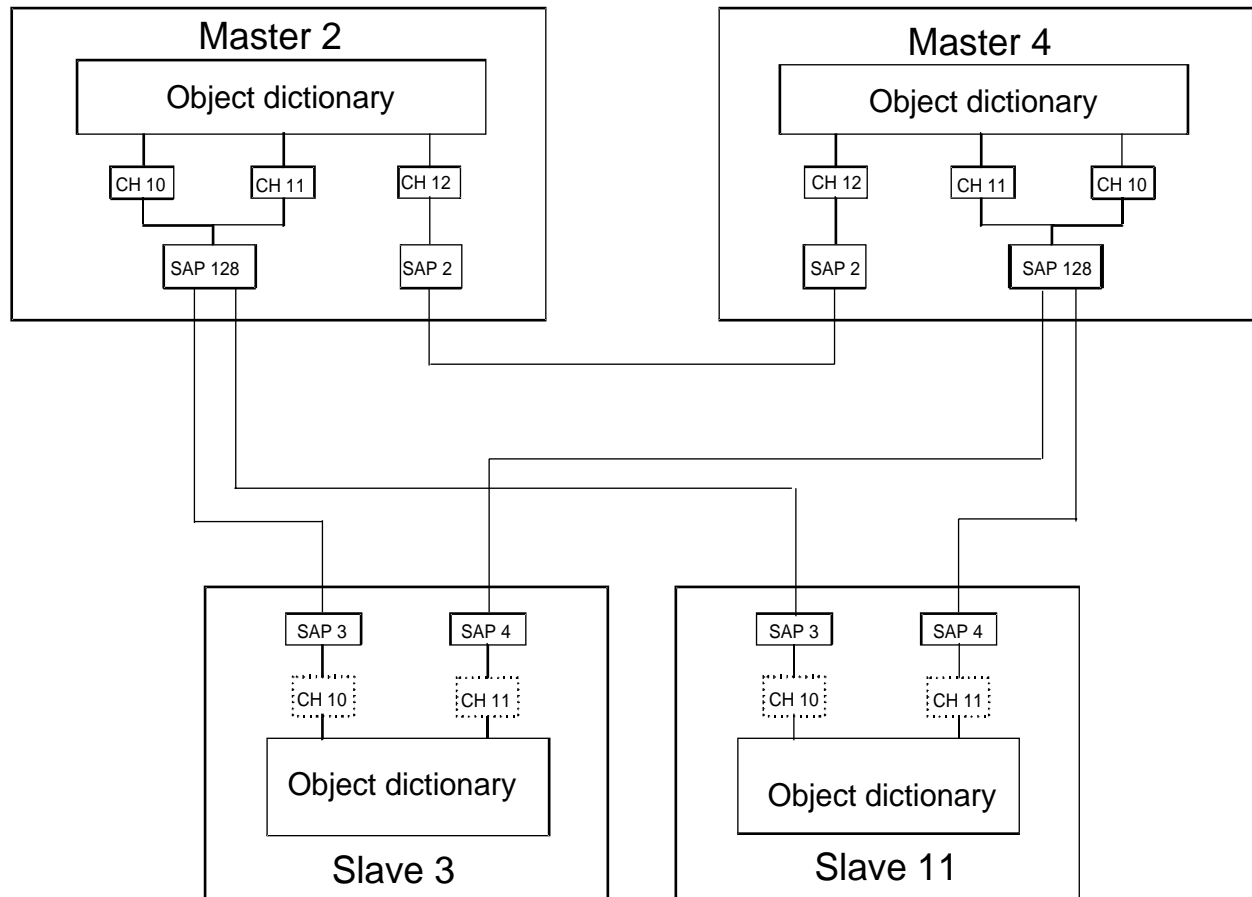 Master 2
Object dictionary
CH 10
CH 11
CH 12
SAP 128
SAP 2
Master 4
Object dictionary
CH 12
CH 11
CH 10
SAP 2
SAP 128
SAP 3
SAP 4
CH 10
CH 11
Object dictionary
Slave 3
SAP 3
SAP 4
CH 10
CH 11
Object dictionary
Slave 11